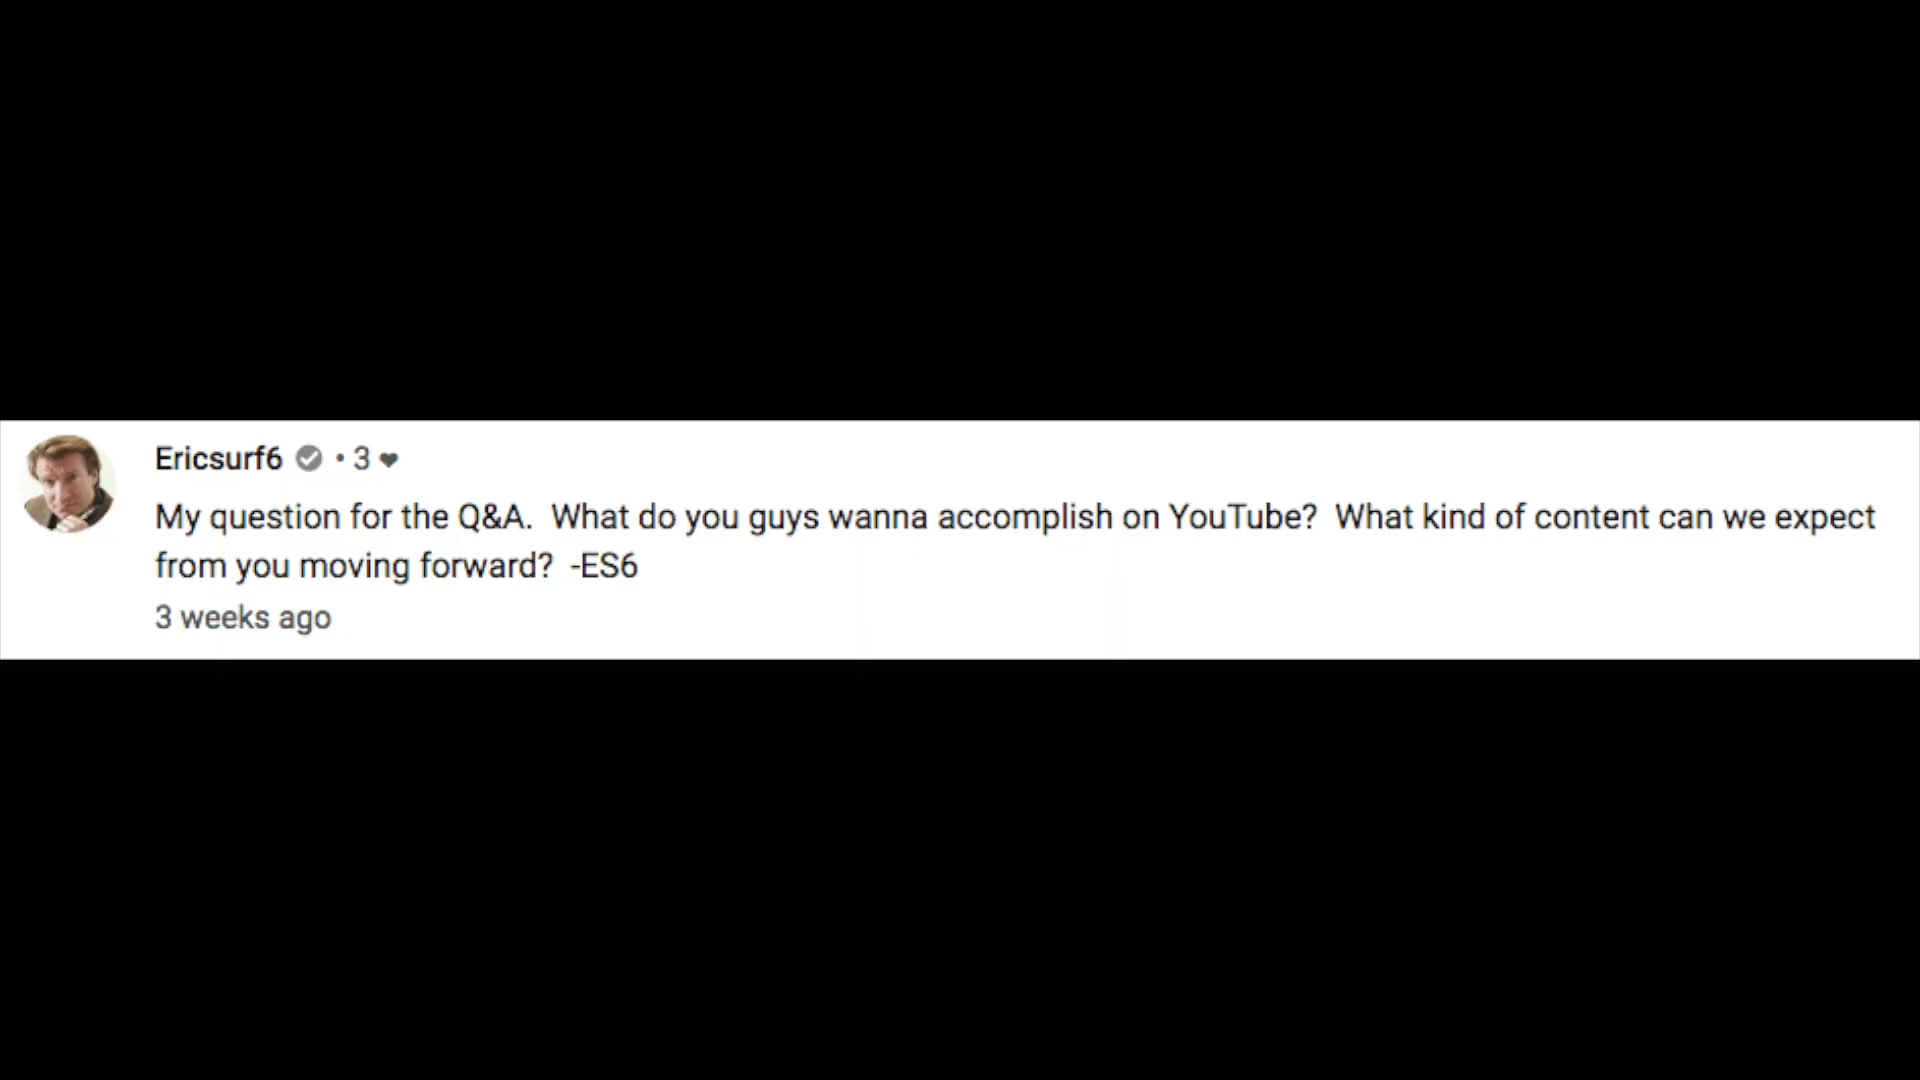 Ericsurf6 • 3
My question for the Q&A.  What do you guys wanna accomplish on YouTube?  What kind of content can we expect
from you moving forward?  -ES6
3 weeks ago